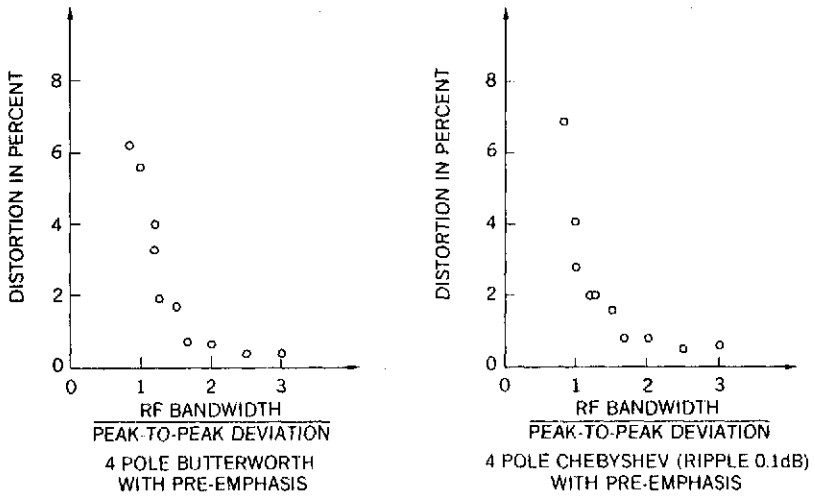 DISTORTION IN PERCENT
8
6
4
2
0
0 1 2 3
RF BANDWIDTH
PEAK-TO-PEAK DEVIATION
4 POLE BUTTERWORTH
WITH PRE-EMPHASIS
DISTORTION IN PERCENT
8
6
4
2
0
0 1 2 3
RF BANDWIDTH
PEAK-TO-PEAK DEVIATION
4 POLE CHEBYSHEV (RIPPLE 0.1dB)
WITH PRE-EMPHASIS